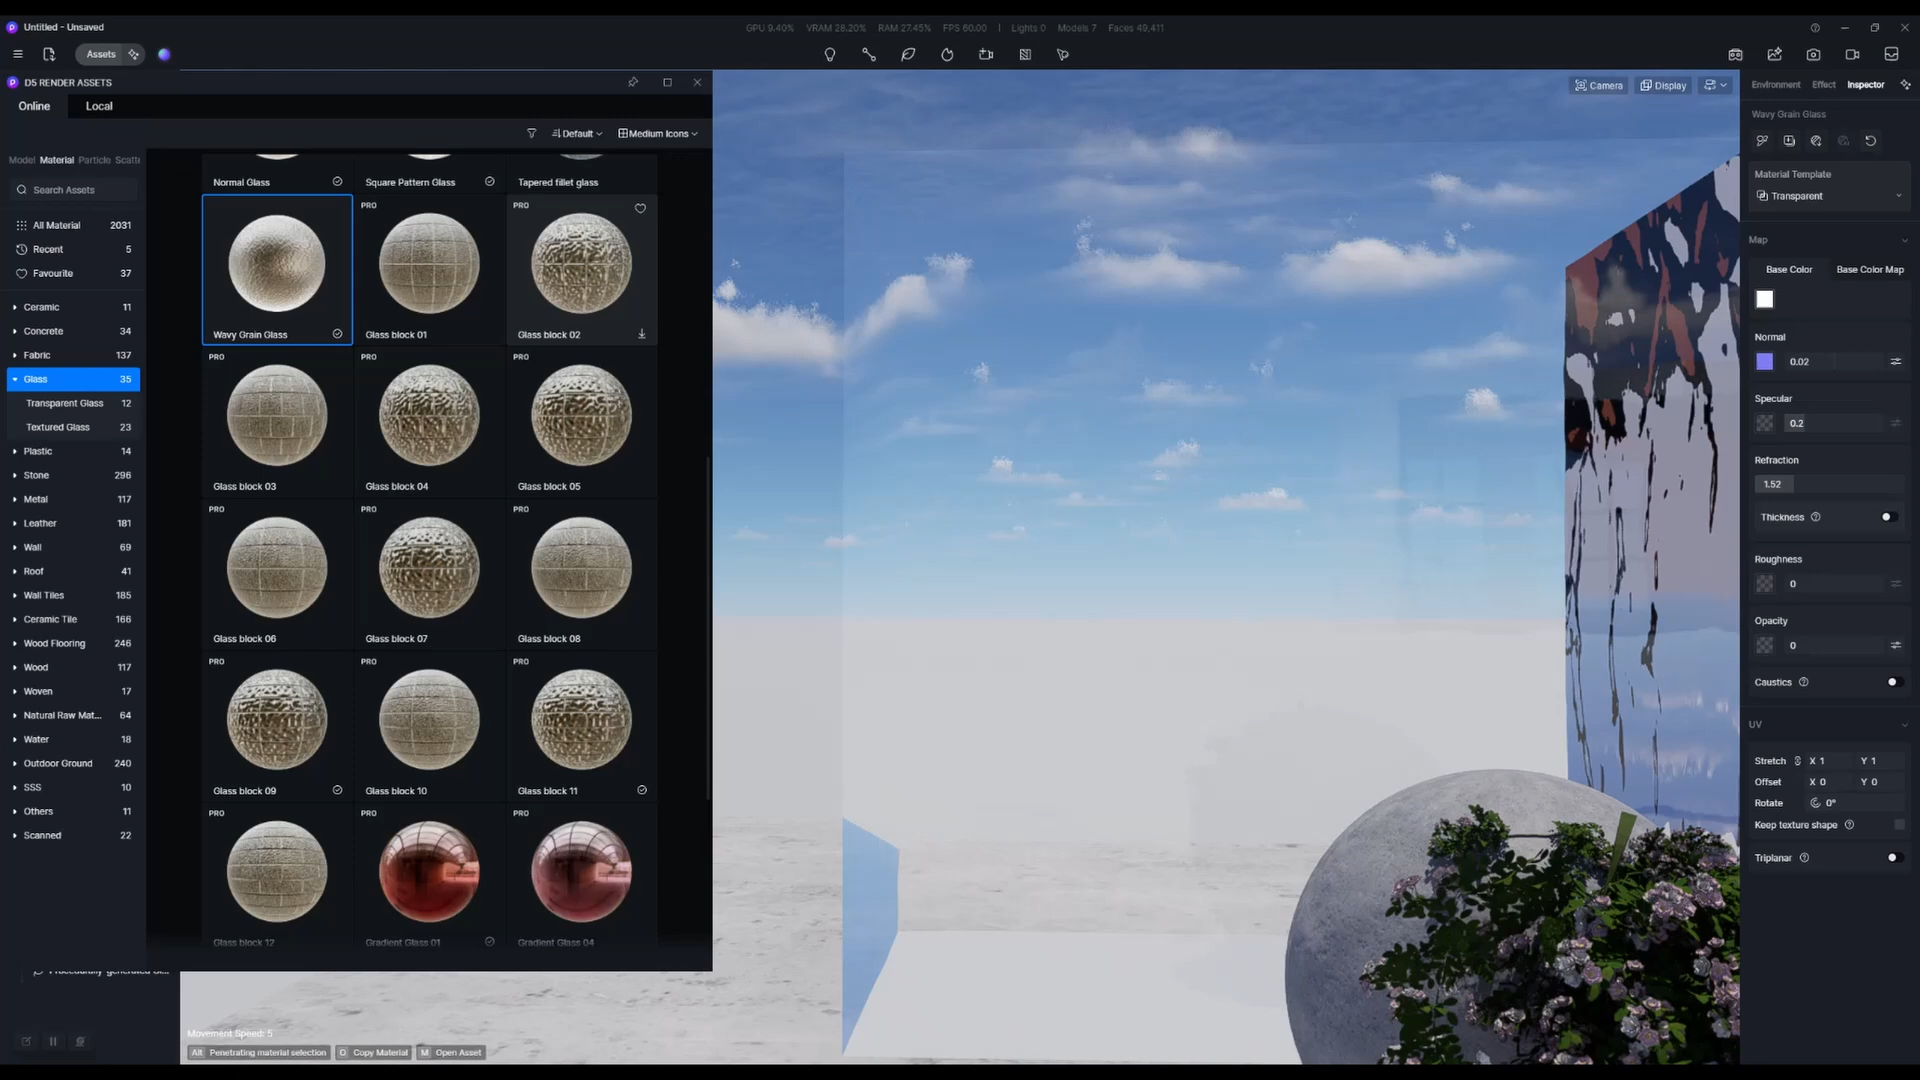 Untitled - Unsaved
GPU 9.40% VRAM 28.20% RAM 27.45% FPS 60.00 | Lights 0 Models 7 Faces 49,411
Assets
D5 RENDER ASSETS
Online Local
Default Medium Icons
Model Material Particle Scatt
Search Assets
All Material 2031
Recent 5
Favourite 37
Ceramic 11
Concrete 34
Fabric 137
Glass 35
Transparent Glass 12
Textured Glass 23
Plastic 14
Stone 296
Metal 117
Leather 181
Wall 69
Roof 41
Wall Tiles 185
Ceramic Tile 166
Wood Flooring 246
Wood 117
Woven 17
Natural Raw Mat... 64
Water 18
Outdoor Ground 240
SSS 10
Others 11
Scanned 22
Normal Glass
Square Pattern Glass
Tapered fillet glass
Wavy Grain Glass
PRO
Glass block 01
PRO
Glass block 02
PRO
Glass block 03
PRO
Glass block 04
PRO
Glass block 05
PRO
Glass block 06
PRO
Glass block 07
PRO
Glass block 08
PRO
Glass block 09
PRO
Glass block 10
PRO
Glass block 11
PRO
Glass block 12
PRO
Gradient Glass 01
PRO
Gradient Glass 04
Movement Speed: 5
Alt Penetrating material selection
Copy Material
M Open Asset
Camera Display
Environment Effect Inspector
Wavy Grain Glass
Material Template
Transparent
Map
Base Color Base Color Map
Normal
0.02
Specular
0.2
Refraction
1.52
Thickness
Roughness
0
Opacity
0
Caustics
UV
Stretch X 1 Y 1
Offset X 0 Y 0
Rotate 0°
Keep texture shape
Triplanar